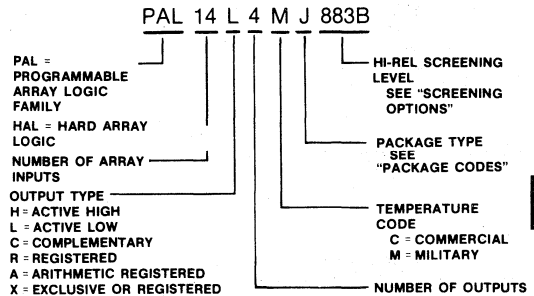 PAL 14 L 4 M J 883B
PAL =
PROGRAMMABLE
ARRAY LOGIC
FAMILY
HAL = HARD ARRAY
LOGIC
NUMBER OF ARRAY
INPUTS
OUTPUT TYPE
H = ACTIVE HIGH
L = ACTIVE LOW
C = COMPLEMENTARY
R = REGISTERED
A = ARITHMETIC REGISTERED
X = EXCLUSIVE OR REGISTERED
HI-REL SCREENING
LEVEL
SEE "SCREENING
OPTIONS"
PACKAGE TYPE
SEE
"PACKAGE CODES"
TEMPERATURE
CODE
C = COMMERCIAL
M = MILITARY
NUMBER OF OUTPUTS